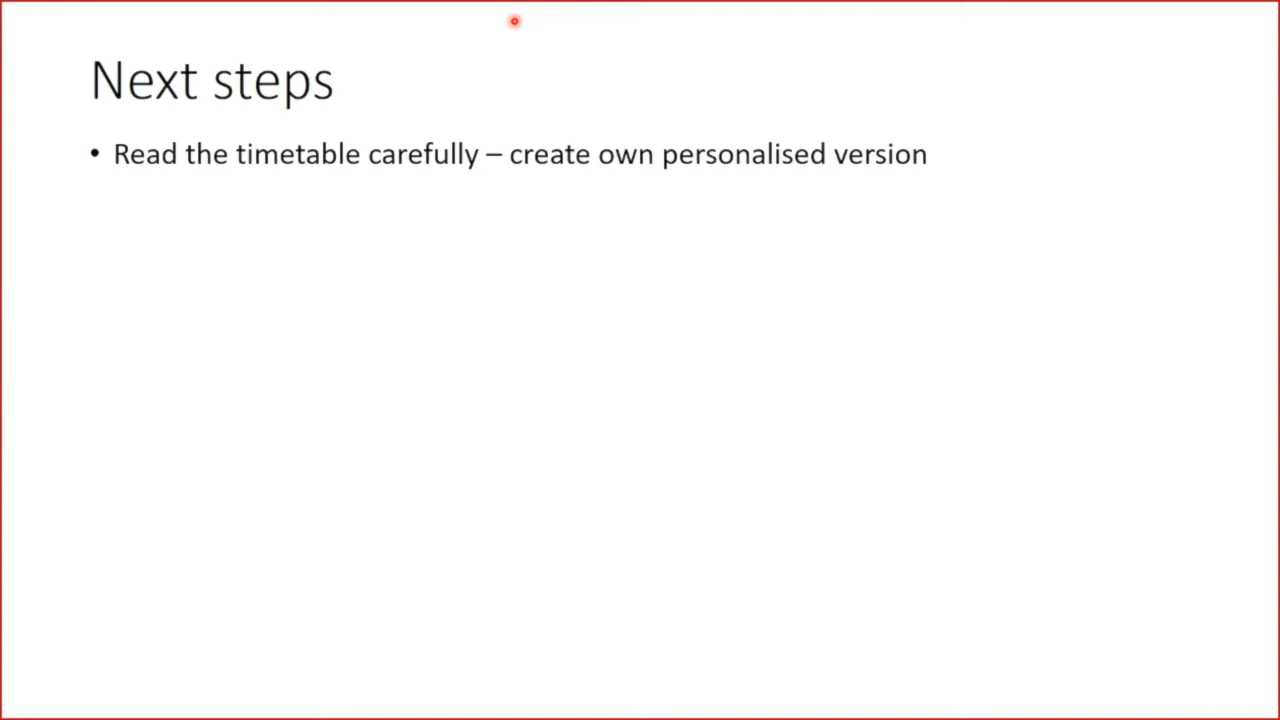 Next steps
• Read the timetable carefully – create own personalised version